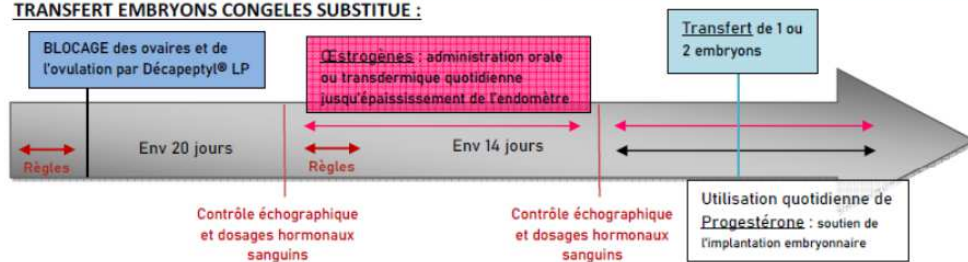 TRANSFERT EMBRYONS CONGELES SUBSTITUE :
BLOCAGE des ovaires et de
l'ovulation par Décapeptyl® LP
Œstrogènes : administration orale
ou transdermique quotidienne
jusqu'épaississement de l'endomètre
Transfert de 1 ou
2 embryons
Règles
Env 20 jours
Règles
Env 14 jours
Contrôle échographique
et dosages hormonaux
sanguins
Contrôle échographique
et dosages hormonaux
sanguins
Utilisation quotidienne de
Progestérone : soutien de
l'implantation embryonnaire